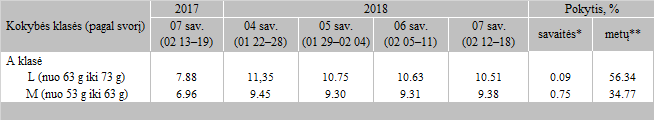 Kokybės klasės (pagal svorį) 2017 2018 Pokytis, %
07 sav. (02 13–19) 04 sav. (01 22–28) 05 sav. (01 29–02 04) 06 sav. (02 05–11) 07 sav. (02 12–18) savaitės* metų**
A klasė
L (nuo 63 g iki 73 g) 7.88 11,35 10.75 10.63 10.51 0.09 56.34
M (nuo 53 g iki 63 g) 6.96 9.45 9.30 9.31 9.38 0.75 34.77